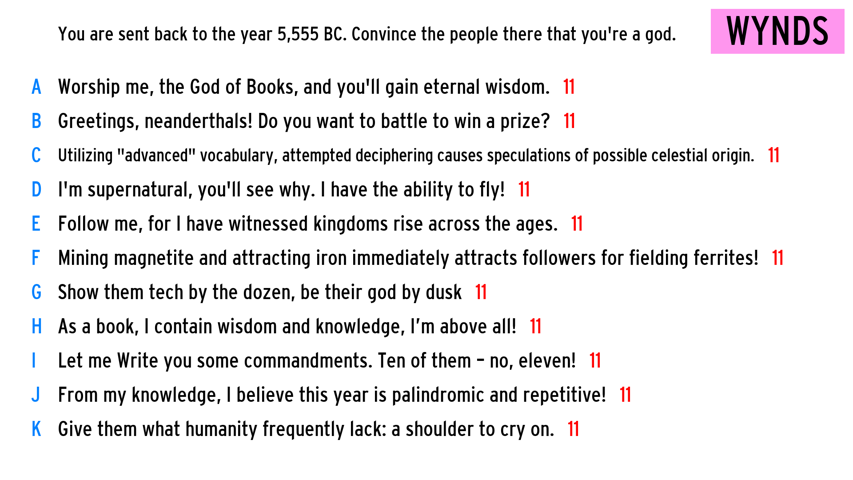 You are sent back to the year 5,555 BC. Convince the people there that you're a god.
WYNDS
A Worship me, the God of Books, and you'll gain eternal wisdom. 11
B Greetings, neanderthals! Do you want to battle to win a prize? 11
C Utilizing "advanced" vocabulary, attempted deciphering causes speculations of possible celestial origin. 11
D I'm supernatural, you'll see why. I have the ability to fly! 11
E Follow me, for I have witnessed kingdoms rise across the ages. 11
F Mining magnetite and attracting iron immediately attracts followers for fielding ferrites! 11
G Show them tech by the dozen, be their god by dusk 11
H As a book, I contain wisdom and knowledge, I’m above all! 11
I Let me Write you some commandments. Ten of them – no, eleven! 11
J From my knowledge, I believe this year is palindromic and repetitive! 11
K Give them what humanity frequently lack: a shoulder to cry on. 11